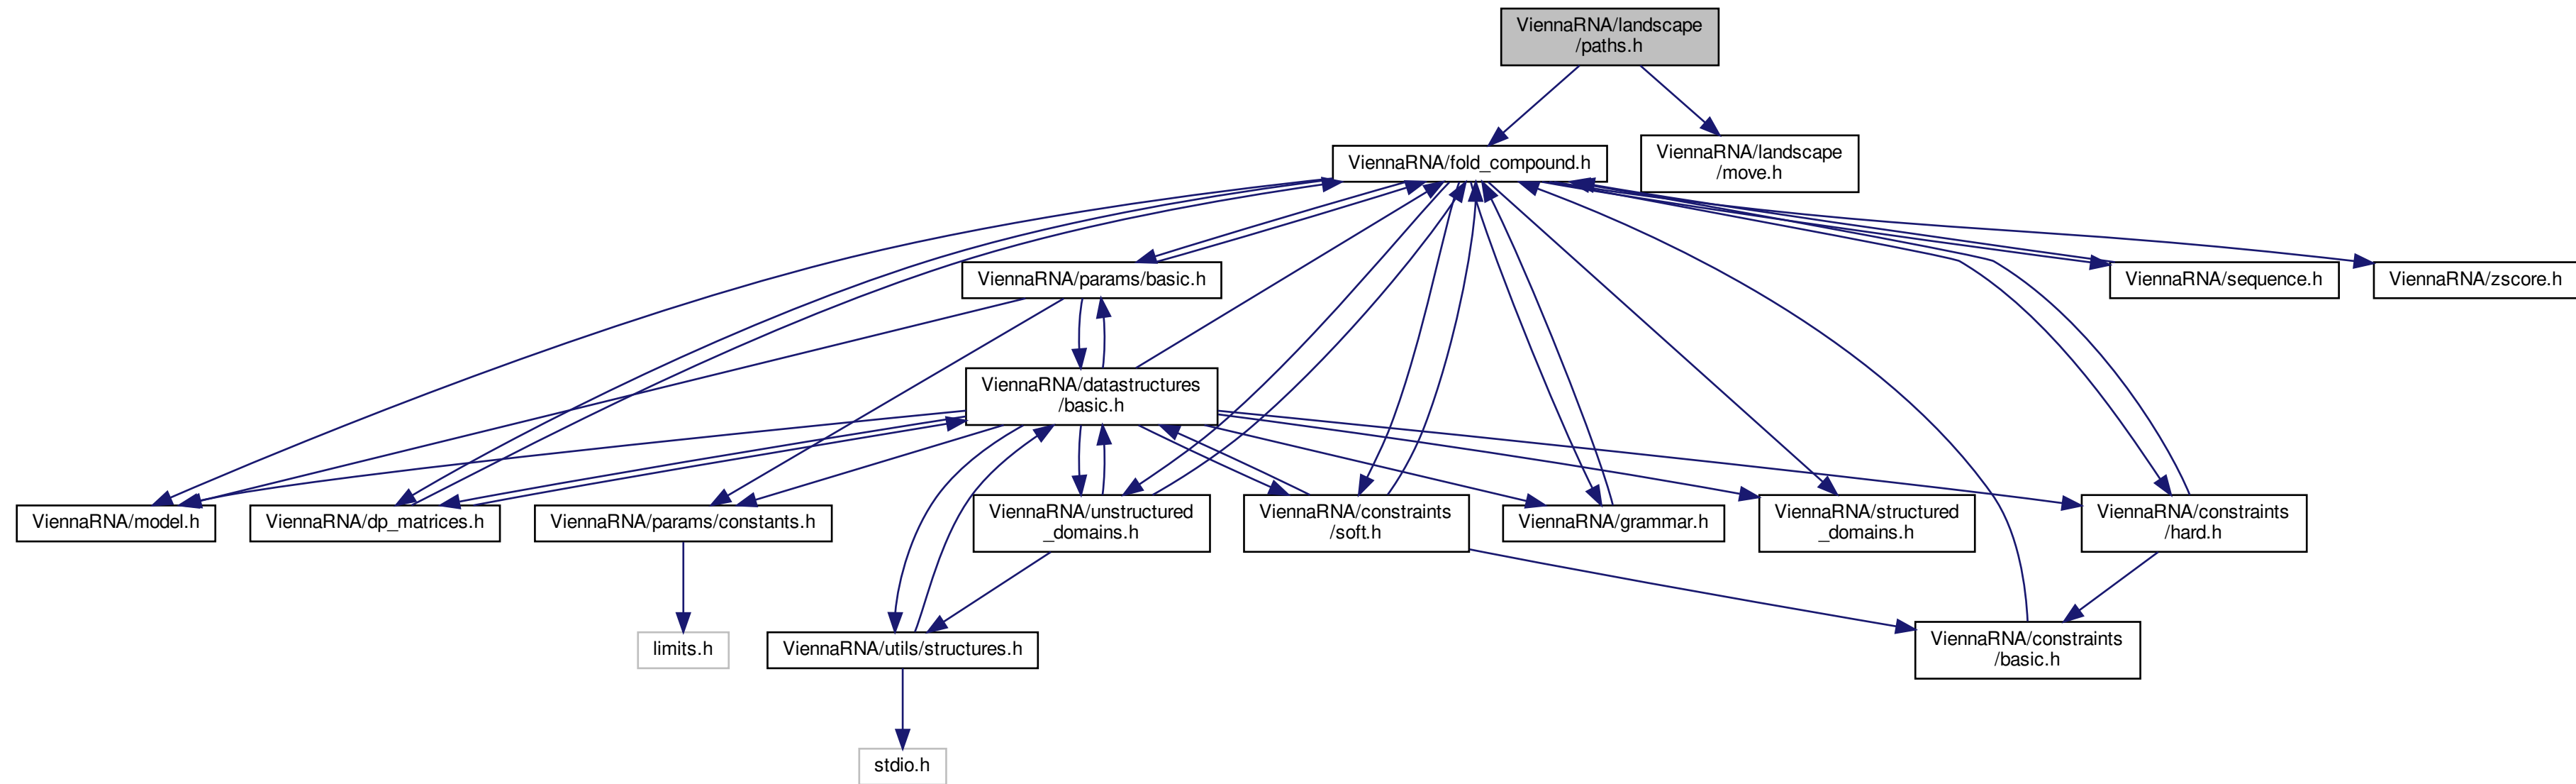 ViennaRNA/landscape
/paths.h
ViennaRNA/fold_compound.h
ViennaRNA/landscape
/move.h
ViennaRNA/params/basic.h
ViennaRNA/sequence.h
ViennaRNA/zscore.h
ViennaRNA/datastructures
/basic.h
ViennaRNA/model.h
ViennaRNA/dp_matrices.h
ViennaRNA/params/constants.h
ViennaRNA/unstructured
_domains.h
ViennaRNA/constraints
/soft.h
ViennaRNA/grammar.h
ViennaRNA/structured
_domains.h
ViennaRNA/constraints
/hard.h
limits.h
ViennaRNA/utils/structures.h
ViennaRNA/constraints
/basic.h
stdio.h